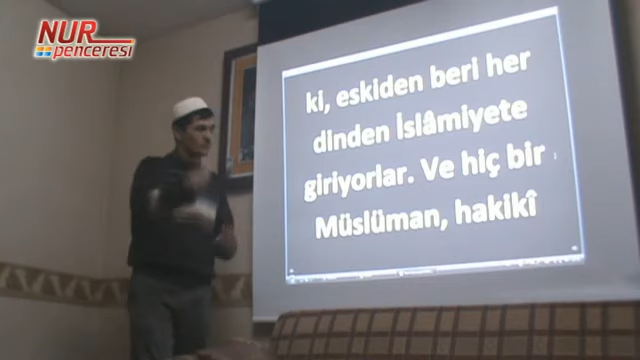 NUR
penceresi
ki, eskiden beri her
dinden İslâmiyete
giriyorlar. Ve hiç bir
Müslüman, hakikî